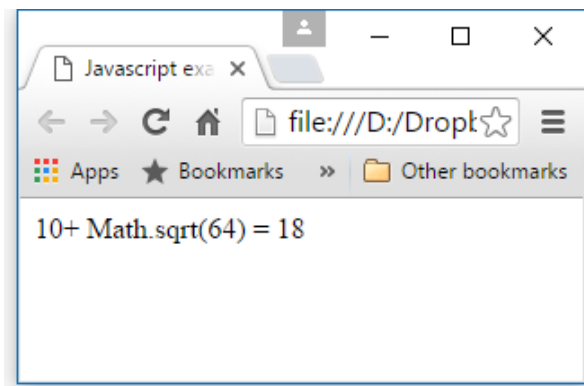 Javascript exa
file:///D:/Dropb
Apps Bookmarks » Other bookmarks
10+ Math.sqrt(64) = 18